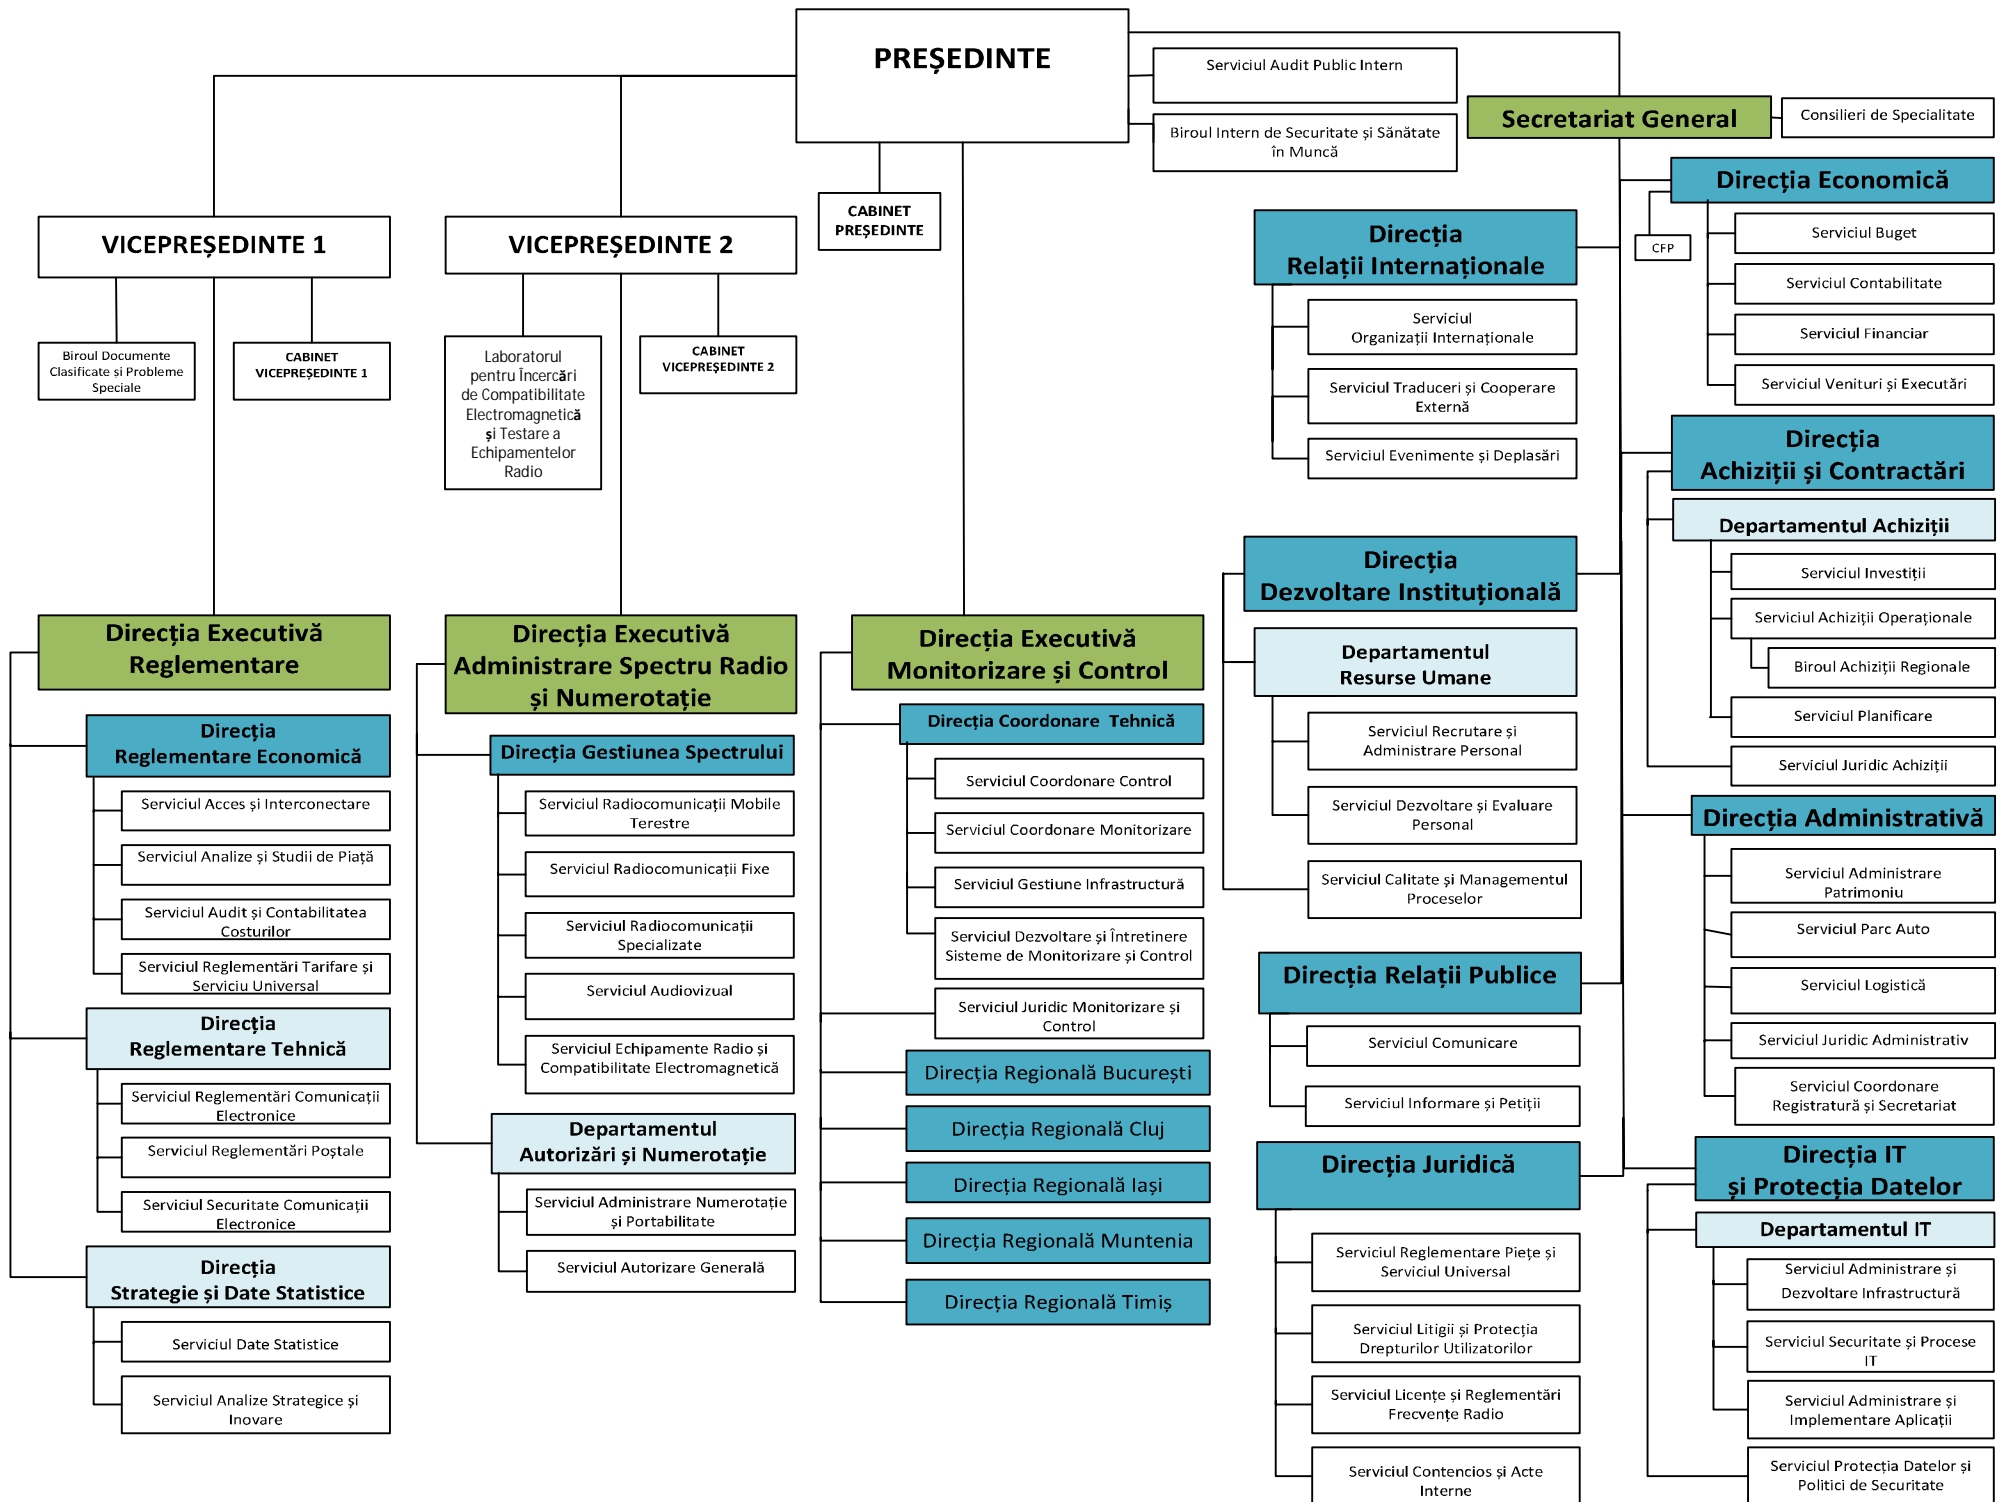 PREȘEDINTE
Serviciul Audit Public Intern
Biroul Intern de Securitate și Sănătate
în Muncă
Secretariat General
Consilieri de Specialitate
CABINET
PREȘEDINTE
VICEPREȘEDINTE 1
Biroul Documente
Clasificate și Probleme
Speciale
CABINET
VICEPREȘEDINTE 1
VICEPREȘEDINTE 2
Laboratorul
pentru Încercări
de Compatibilitate
Electromagnetică
și Testare a
Echipamentelor
Radio
CABINET
VICEPREȘEDINTE 2
Direcția Executivă
Reglementare
Direcția
Reglementare Economică
Serviciul Acces și Interconectare
Serviciul Analize și Studii de Piață
Serviciul Audit și Contabilitatea
Costurilor
Serviciul Reglementări Tarifare și
Serviciu Universal
Direcția
Reglementare Tehnică
Serviciul Reglementări Comunicații
Electronice
Serviciul Reglementări Poștale
Serviciul Securitate Comunicații
Electronice
Direcția
Strategie și Date Statistice
Serviciul Date Statistice
Serviciul Analize Strategice și
Inovare
Direcția Executivă
Administrare Spectru Radio
și Numerotație
Direcția Gestiunea Spectrului
Serviciul Radiocomunicații Mobile
Terestre
Serviciul Radiocomunicații Fixe
Serviciul Radiocomunicații
Specializate
Serviciul Audiovizual
Serviciul Echipamente Radio și
Compatibilitate Electromagnetică
Departamentul
Autorizări și Numerotație
Serviciul Administrare Numerotație
și Portabilitate
Serviciul Autorizare Generală
Direcția Executivă
Monitorizare și Control
Direcția Coordonare  Tehnică
Serviciul Coordonare Control
Serviciul Coordonare Monitorizare
Serviciul Gestiune Infrastructură
Serviciul Dezvoltare și Întretinere
Sisteme de Monitorizare și Control
Serviciul Juridic Monitorizare și
Control
Direcția Regională București
Direcția Regională Cluj
Direcția Regională Iași
Direcția Regională Muntenia
Direcția Regională Timiș
Direcția
Relații Internaționale
Serviciul
Organizații Internaționale
Serviciul Traduceri și Cooperare
Externă
Serviciul Evenimente și Deplasări
Direcția
Dezvoltare Instituțională
Departamentul
Resurse Umane
Serviciul Recrutare și
Administrare Personal
Serviciul Dezvoltare și Evaluare
Personal
Serviciul Calitate și Managementul
Proceselor
Direcția Relații Publice
Serviciul Comunicare
Serviciul Informare și Petiții
Direcția Juridică
Serviciul Reglementare Piețe și
Serviciul Universal
Serviciul Litigii și Protecția
Drepturilor Utilizatorilor
Serviciul Licențe și Reglementări
Frecvențe Radio
Serviciul Contencios și Acte
Interne
Direcția Economică
CFP
Serviciul Buget
Serviciul Contabilitate
Serviciul Financiar
Serviciul Venituri și Executări
Direcția
Achiziții și Contractări
Departamentul Achiziții
Serviciul Investiții
Serviciul Achiziții Operaționale
Biroul Achiziții Regionale
Serviciul Planificare
Serviciul Juridic Achiziții
Direcția Administrativă
Serviciul Administrare
Patrimoniu
Serviciul Parc Auto
Serviciul Logistică
Serviciul Juridic Administrativ
Serviciul Coordonare
Registratură și Secretariat
Direcția IT
și Protecția Datelor
Departamentul IT
Serviciul Administrare și
Dezvoltare Infrastructură
Serviciul Securitate și Procese
IT
Serviciul Administrare și
Implementare Aplicații
Serviciul Protecția Datelor și
Politici de Securitate